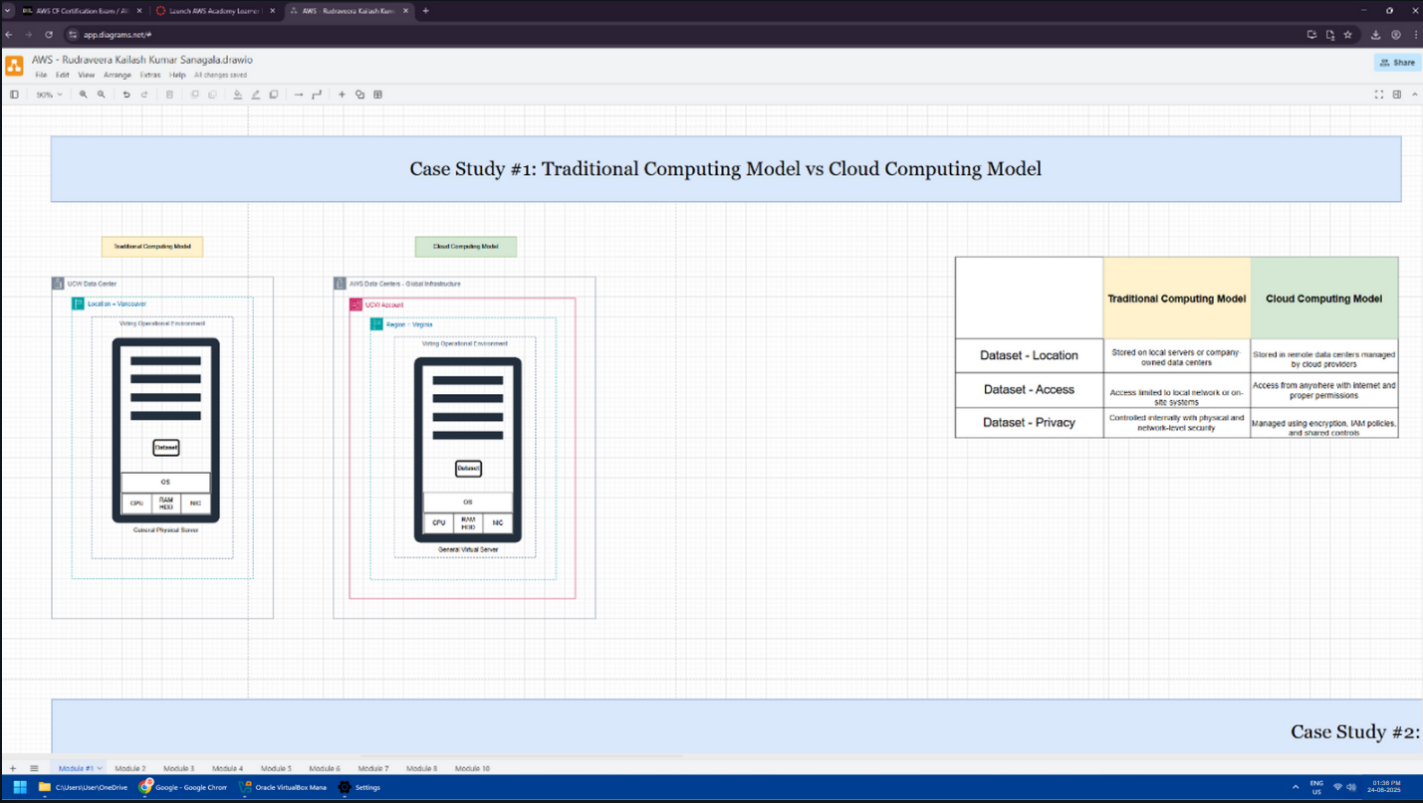 AWS CF Certification Exam / AW
Launch AWS Academy Learner L
AWS - Rudraveera Kailash Kum
app.diagrams.net/#
AWS - Rudraveera Kailash Kumar Sanagala.drawio
File Edit View Arrange Extras Help All changes saved
Share
90%
Case Study #1: Traditional Computing Model vs Cloud Computing Model
Traditional Computing Model
Cloud Computing Model
UCW Data Center
Location = Vancouver
Voting Operational Environment
Dataset
OS
CPU
RAM
HDD
NIC
General Physical Server
AWS Data Centers - Global Infrastructure
UCW Account
Region = Virginia
Voting Operational Environment
Dataset
OS
CPU
RAM
HDD
NIC
General Virtual Server
Traditional Computing Model
Cloud Computing Model
Dataset - Location
Stored on local servers or company-
owned data centers
Stored in remote data centers managed
by cloud providers
Dataset - Access
Access limited to local network or on-
site systems
Access from anywhere with internet and
proper permissions
Dataset - Privacy
Controlled internally with physical and
network-level security
Managed using encryption, IAM policies,
and shared controls
Case Study #2:
Module #1 Module 2 Module 3 Module 4 Module 5 Module 6 Module 7 Module 8 Module 10
C:\Users\User\OneDrive
Google - Google Chrom
Oracle VirtualBox Mana
Settings
ENG
US
01:36 PM
24-08-2025